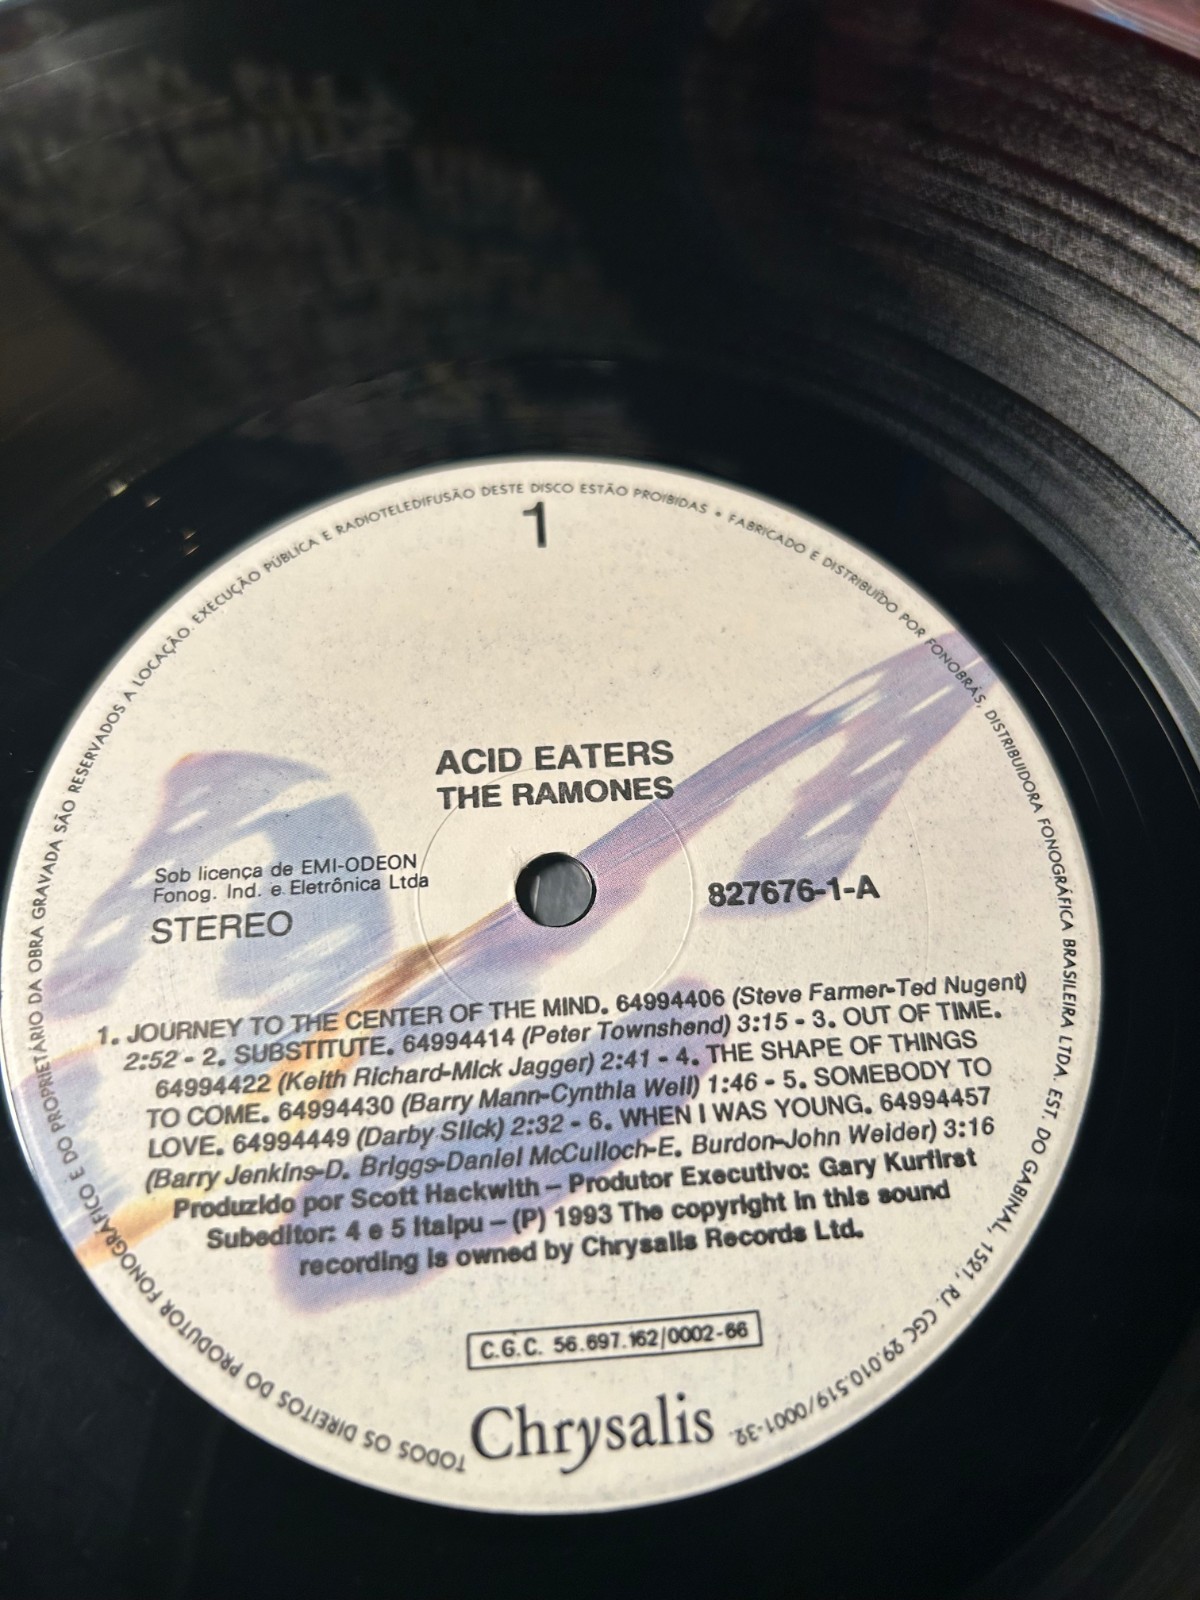 1
ACID EATERS
THE RAMONES
Sob licença de EMI-ODEON
Fonog. Ind. e Eletrônica Ltda
STEREO
827676-1-A
1. JOURNEY TO THE CENTER OF THE MIND. 64994406 (Steve Farmer-Ted Nugent)
2:52 - 2. SUBSTITUTE. 64994414 (Peter Townshend) 3:15 - 3. OUT OF TIME.
64994422 (Keith Richard-Mick Jagger) 2:41 - 4. THE SHAPE OF THINGS
TO COME. 64994430 (Barry Mann-Cynthia Weil) 1:46 - 5. SOMEBODY TO
LOVE. 64994449 (Darby Slick) 2:32 - 6. WHEN I WAS YOUNG. 64994457
(Barry Jenkins-D. Briggs-Daniel McCulloch-E. Burdon-John Weider) 3:16
Produzido por Scott Hackwith – Produtor Executivo: Gary Kurfirst
Subeditor: 4 e 5 Itaipu – (P) 1993 The copyright in this sound
recording is owned by Chrysalis Records Ltd.
C.G.C. 56.697.162/0002-66
Chrysalis
TODOS OS DIREITOS DO PRODUTOR FONOGRÁFICO E DO PROPRIETÁRIO DA OBRA GRAVADA SÃO RESERVADOS A LOCAÇÃO. EXECUÇÃO PÚBLICA E RADIOTELEDIFUSÃO DESTE DISCO ESTÃO PROIBIDAS • FABRICADO E DISTRIBUÍDO POR FONOBRÁS, DISTRIBUIDORA FONOGRÁFICA BRASILEIRA LTDA. EST. DO GABINAL, 1521, RJ. CGC 29.010.519/0001-32.